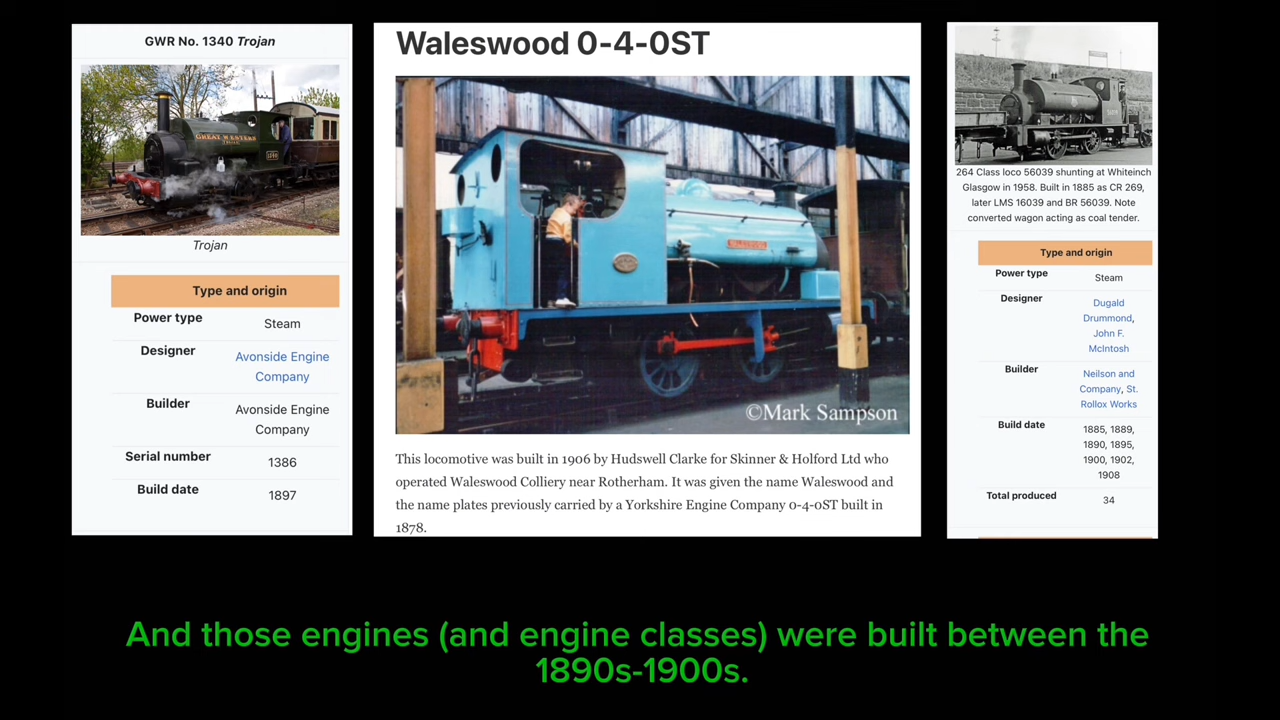 GWR No. 1340 Trojan
GREAT WESTERN
Trojan
Type and origin
Power type Steam
Designer Avonside Engine
Company
Builder Avonside Engine
Company
Serial number 1386
Build date 1897
Waleswood 0-4-0ST
WALESWOOD
©Mark Sampson
This locomotive was built in 1906 by Hudswell Clarke for Skinner & Holford Ltd who
operated Waleswood Colliery near Rotherham. It was given the name Waleswood and
the name plates previously carried by a Yorkshire Engine Company 0-4-0ST built in
1878.
264 Class loco 56039 shunting at Whiteinch
Glasgow in 1958. Built in 1885 as CR 269,
later LMS 16039 and BR 56039. Note
converted wagon acting as coal tender.
Type and origin
Power type Steam
Designer Dugald
Drummond,
John F.
McIntosh
Builder Neilson and
Company, St.
Rollox Works
Build date 1885, 1889,
1890, 1895,
1900, 1902,
1908
Total produced 34
And those engines (and engine classes) were built between the
1890s-1900s.